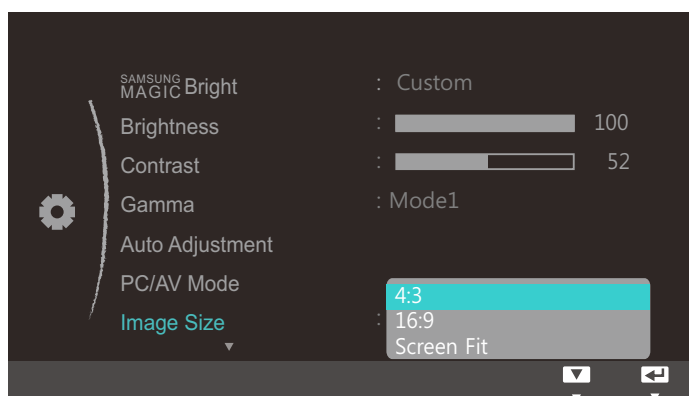 SAMSUNG MAGIC Bright : Custom
Brightness : 100
Contrast : 52
Gamma : Mode1
Auto Adjustment
PC/AV Mode
4:3
Image Size : 16:9
Screen Fit